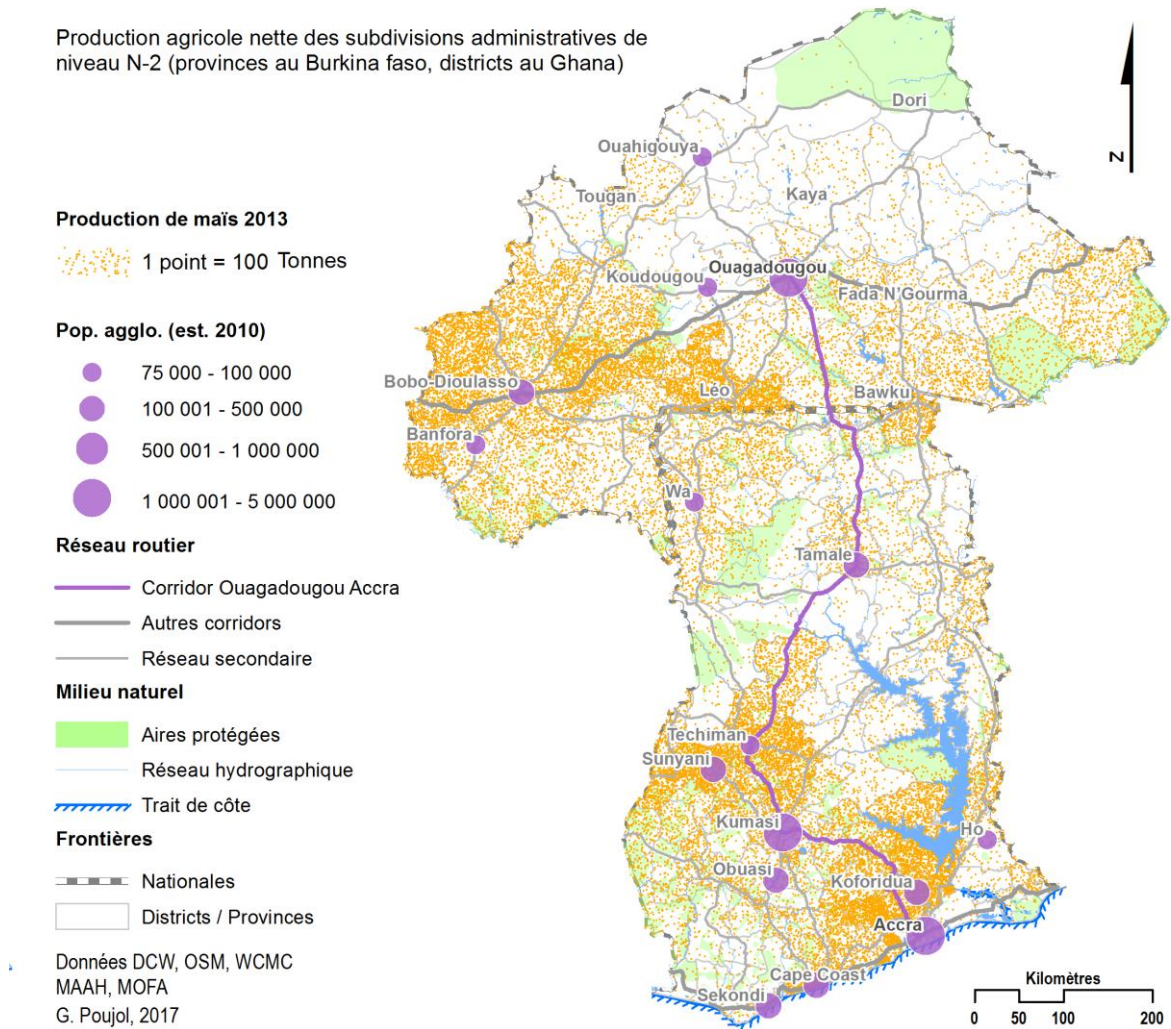 Production agricole nette des subdivisions administratives de
niveau N-2 (provinces au Burkina faso, districts au Ghana)
Production de maïs 2013
1 point = 100 Tonnes
Pop. agglo. (est. 2010)
75 000 - 100 000
100 001 - 500 000
500 001 - 1 000 000
1 000 001 - 5 000 000
Réseau routier
Corridor Ouagadougou Accra
Autres corridors
Réseau secondaire
Milieu naturel
Aires protégées
Réseau hydrographique
Trait de côte
Frontières
Nationales
Districts / Provinces
Données DCW, OSM, WCMC
MAAH, MOFA
G. Poujol, 2017
N
Dori
Ouahigouya
Tougan
Kaya
Ouagadougou
Koudougou
Fada N'Gourma
Bobo-Dioulasso
Léo
Bawku
Banfora
Wa
Tamale
Techiman
Sunyani
Kumasi
Ho
Obuasi
Koforidua
Accra
Cape Coast
Sekondi
Kilomètres
0 50 100 200